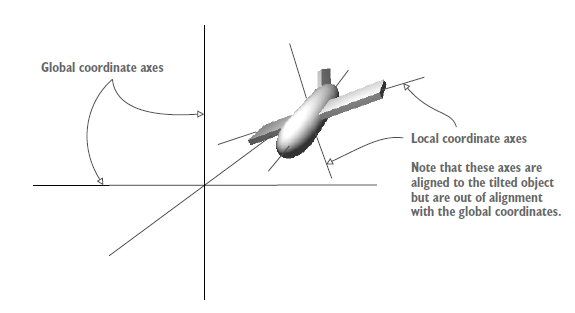 Global coordinate axes
Local coordinate axes
Note that these axes are
aligned to the tilted object
but are out of alignment
with the global coordinates.